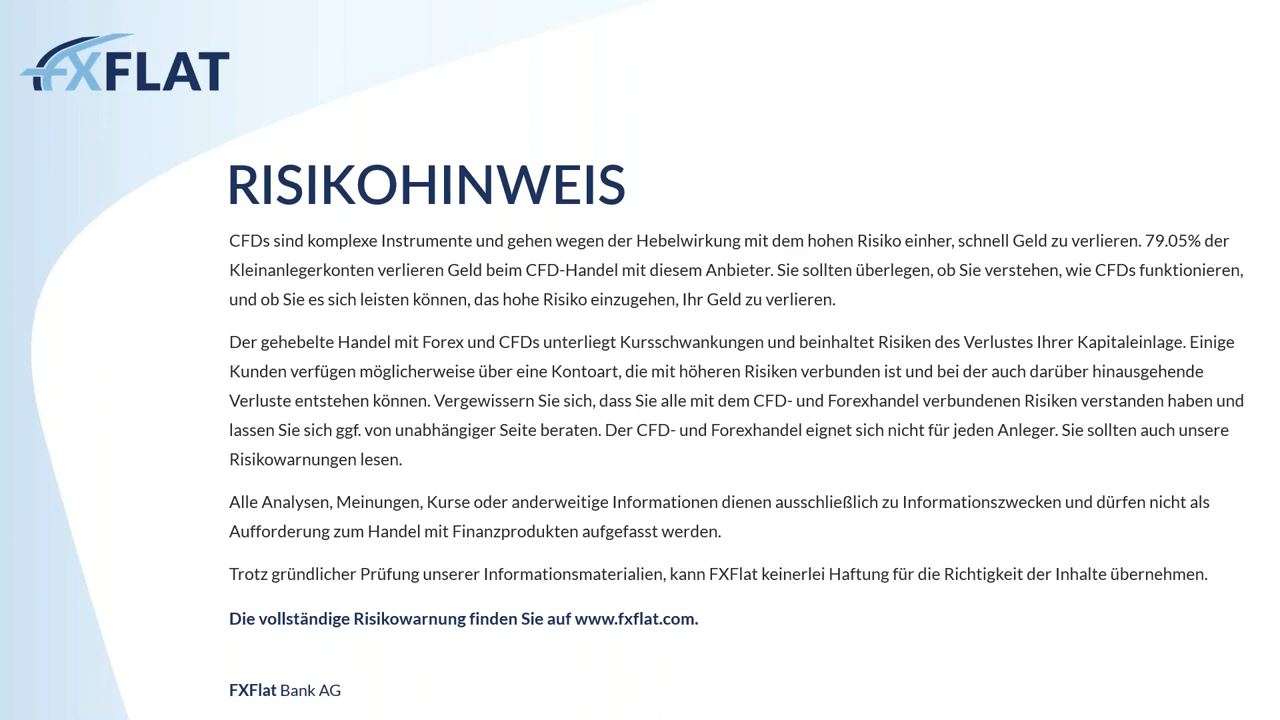 FXFLAT
RISIKOHINWEIS
CFDs sind komplexe Instrumente und gehen wegen der Hebelwirkung mit dem hohen Risiko einher, schnell Geld zu verlieren. 79.05% der
Kleinanlegerkonten verlieren Geld beim CFD-Handel mit diesem Anbieter. Sie sollten überlegen, ob Sie verstehen, wie CFDs funktionieren,
und ob Sie es sich leisten können, das hohe Risiko einzugehen, Ihr Geld zu verlieren.
Der gehebelte Handel mit Forex und CFDs unterliegt Kursschwankungen und beinhaltet Risiken des Verlustes Ihrer Kapitaleinlage. Einige
Kunden verfügen möglicherweise über eine Kontoart, die mit höheren Risiken verbunden ist und bei der auch darüber hinausgehende
Verluste entstehen können. Vergewissern Sie sich, dass Sie alle mit dem CFD- und Forexhandel verbundenen Risiken verstanden haben und
lassen Sie sich ggf. von unabhängiger Seite beraten. Der CFD- und Forexhandel eignet sich nicht für jeden Anleger. Sie sollten auch unsere
Risikowarnungen lesen.
Alle Analysen, Meinungen, Kurse oder anderweitige Informationen dienen ausschließlich zu Informationszwecken und dürfen nicht als
Aufforderung zum Handel mit Finanzprodukten aufgefasst werden.
Trotz gründlicher Prüfung unserer Informationsmaterialien, kann FXFlat keinerlei Haftung für die Richtigkeit der Inhalte übernehmen.
Die vollständige Risikowarnung finden Sie auf www.fxflat.com.
FXFlat Bank AG